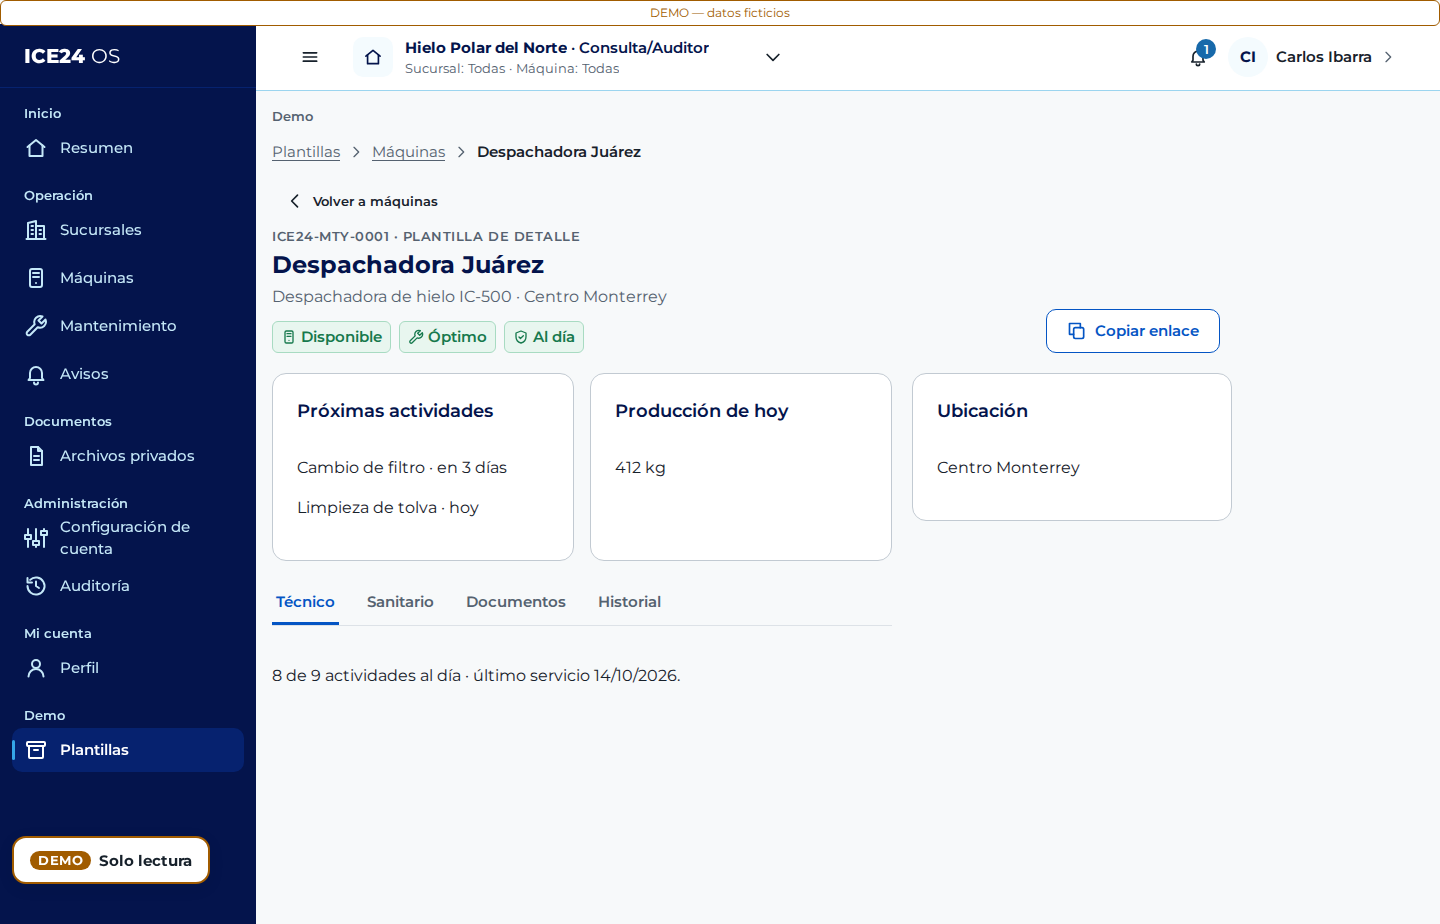 DEMO — datos ficticios
ICE24 OS
Inicio
Resumen
Operación
Sucursales
Máquinas
Mantenimiento
Avisos
Documentos
Archivos privados
Administración
Configuración de
cuenta
Auditoría
Mi cuenta
Perfil
Demo
Plantillas
DEMO Solo lectura
Hielo Polar del Norte · Consulta/Auditor
Sucursal: Todas · Máquina: Todas
1
CI Carlos Ibarra
Demo
Plantillas Máquinas Despachadora Juárez
Volver a máquinas
ICE24-MTY-0001 · PLANTILLA DE DETALLE
Despachadora Juárez
Despachadora de hielo IC-500 · Centro Monterrey
Disponible Óptimo Al día
Copiar enlace
Próximas actividades
Cambio de filtro · en 3 días
Limpieza de tolva · hoy
Producción de hoy
412 kg
Ubicación
Centro Monterrey
Técnico Sanitario Documentos Historial
8 de 9 actividades al día · último servicio 14/10/2026.